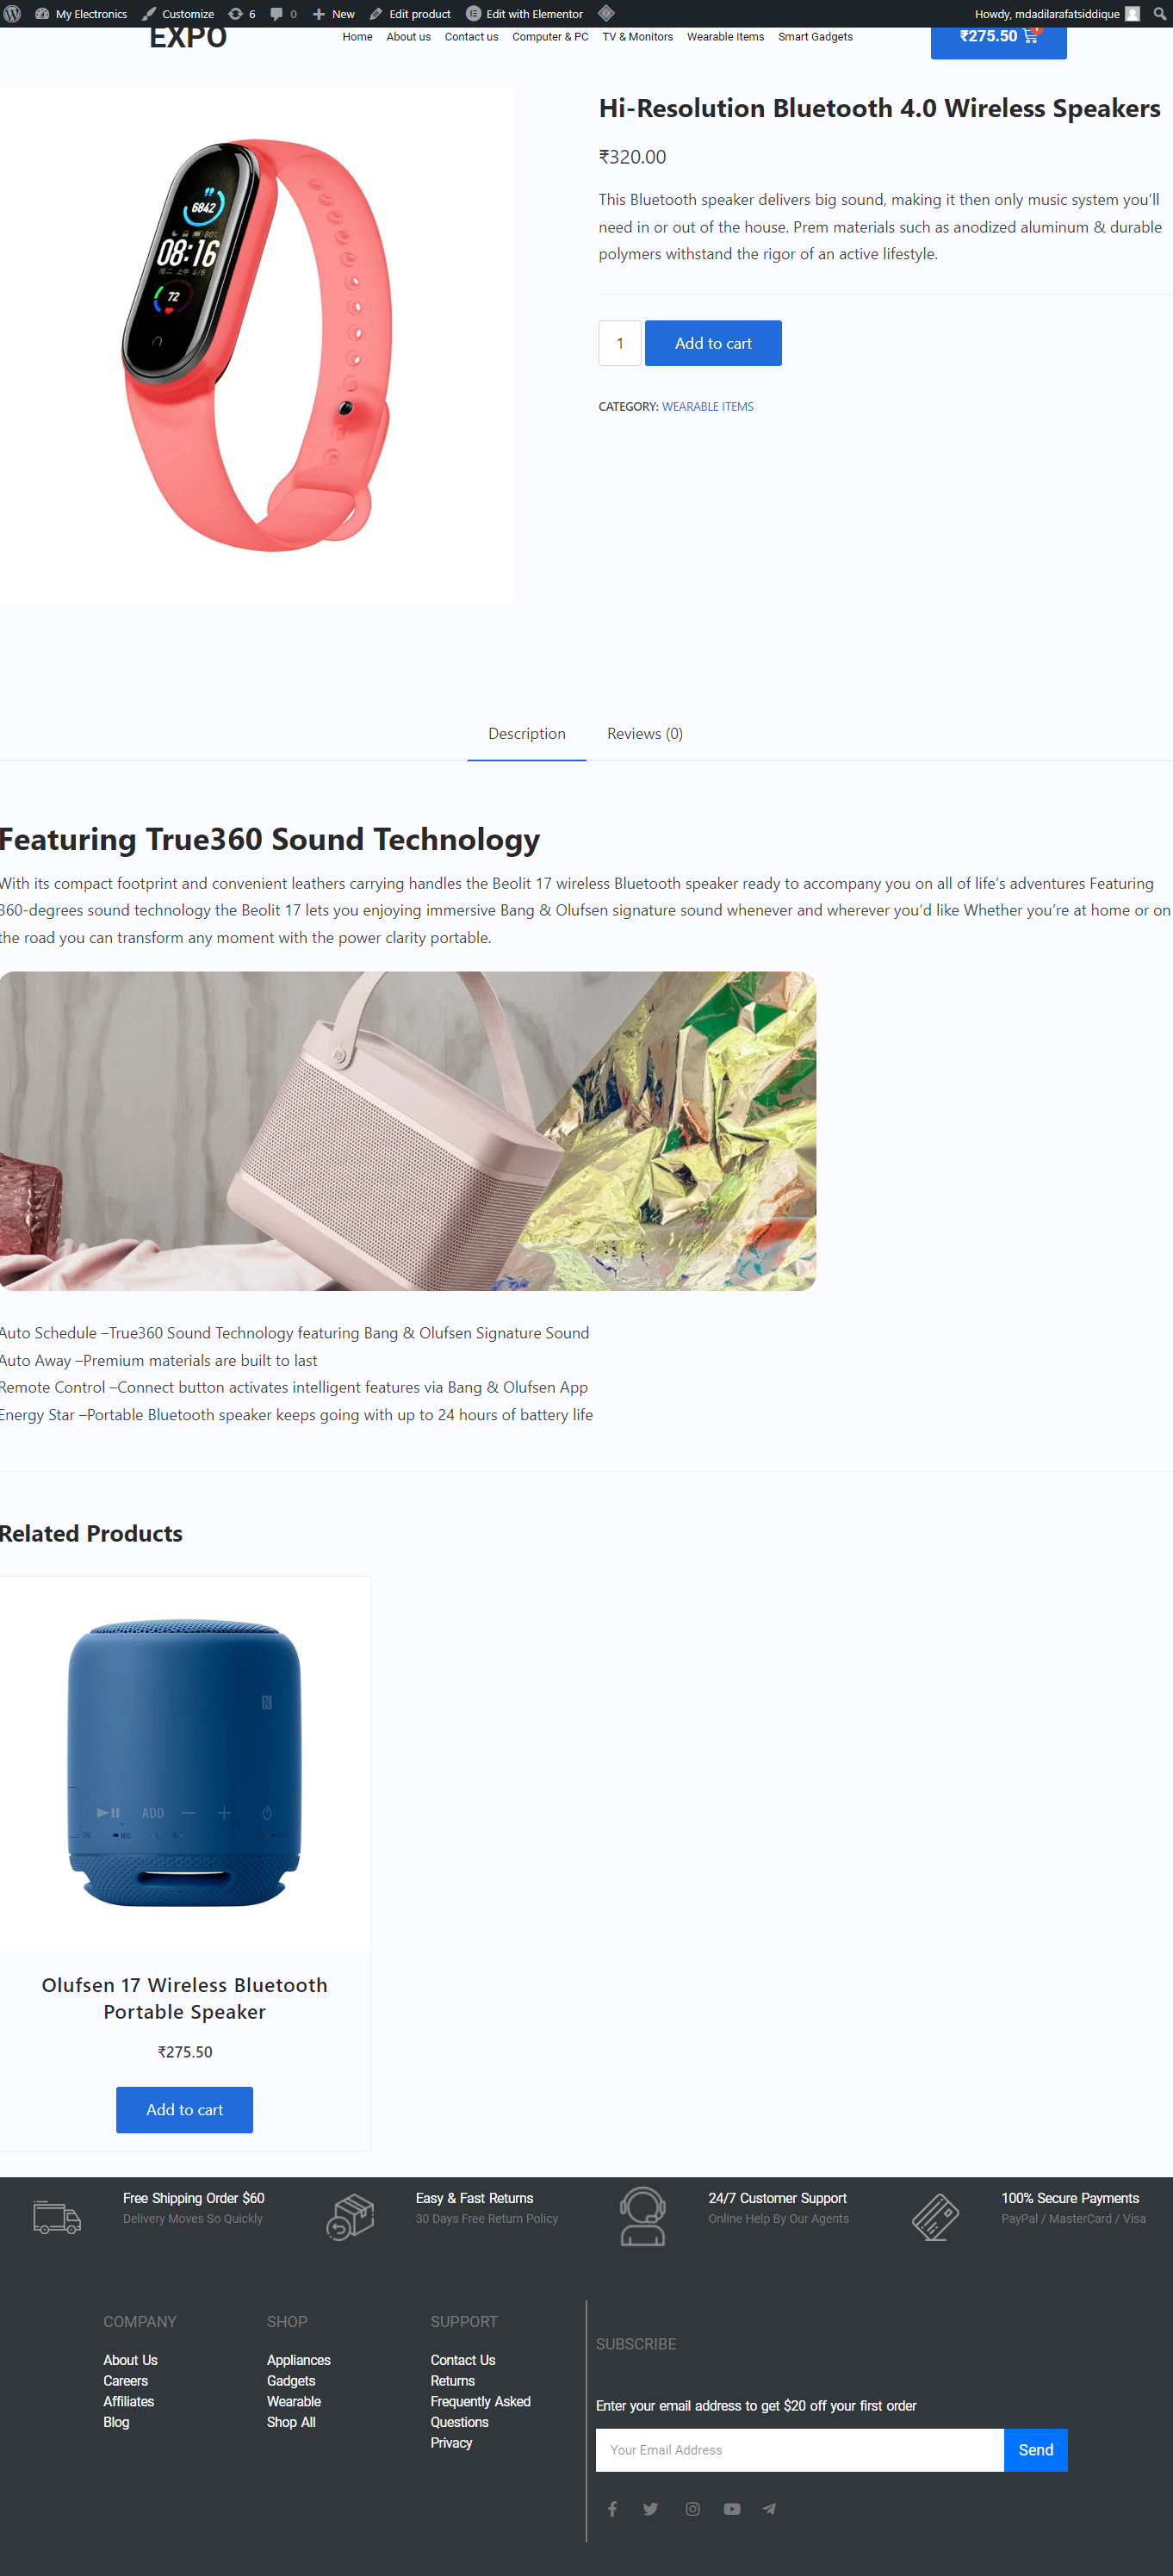 My Electronics Customize 6 0 New Edit product Edit with Elementor Howdy, mdadilarafatsiddique
EXPO Home About us Contact us Computer & PC TV & Monitors Wearable Items Smart Gadgets ₹275.50
Hi-Resolution Bluetooth 4.0 Wireless Speakers
₹320.00
This Bluetooth speaker delivers big sound, making it then only music system you’ll
need in or out of the house. Prem materials such as anodized aluminum & durable
polymers withstand the rigor of an active lifestyle.
1 Add to cart
CATEGORY: WEARABLE ITEMS
6842
80%
08:16
周二 上午 5/6
72
Description Reviews (0)
Featuring True360 Sound Technology
With its compact footprint and convenient leathers carrying handles the Beolit 17 wireless Bluetooth speaker ready to accompany you on all of life’s adventures Featuring
360-degrees sound technology the Beolit 17 lets you enjoying immersive Bang & Olufsen signature sound whenever and wherever you’d like Whether you’re at home or on
the road you can transform any moment with the power clarity portable.
Auto Schedule –True360 Sound Technology featuring Bang & Olufsen Signature Sound
Auto Away –Premium materials are built to last
Remote Control –Connect button activates intelligent features via Bang & Olufsen App
Energy Star –Portable Bluetooth speaker keeps going with up to 24 hours of battery life
Related Products
ADD
MIC
Olufsen 17 Wireless Bluetooth
Portable Speaker
₹275.50
Add to cart
Free Shipping Order $60
Delivery Moves So Quickly
Easy & Fast Returns
30 Days Free Return Policy
24/7 Customer Support
Online Help By Our Agents
100% Secure Payments
PayPal / MasterCard / Visa
COMPANY
About Us
Careers
Affiliates
Blog
SHOP
Appliances
Gadgets
Wearable
Shop All
SUPPORT
Contact Us
Returns
Frequently Asked
Questions
Privacy
SUBSCRIBE
Enter your email address to get $20 off your first order
Your Email Address Send